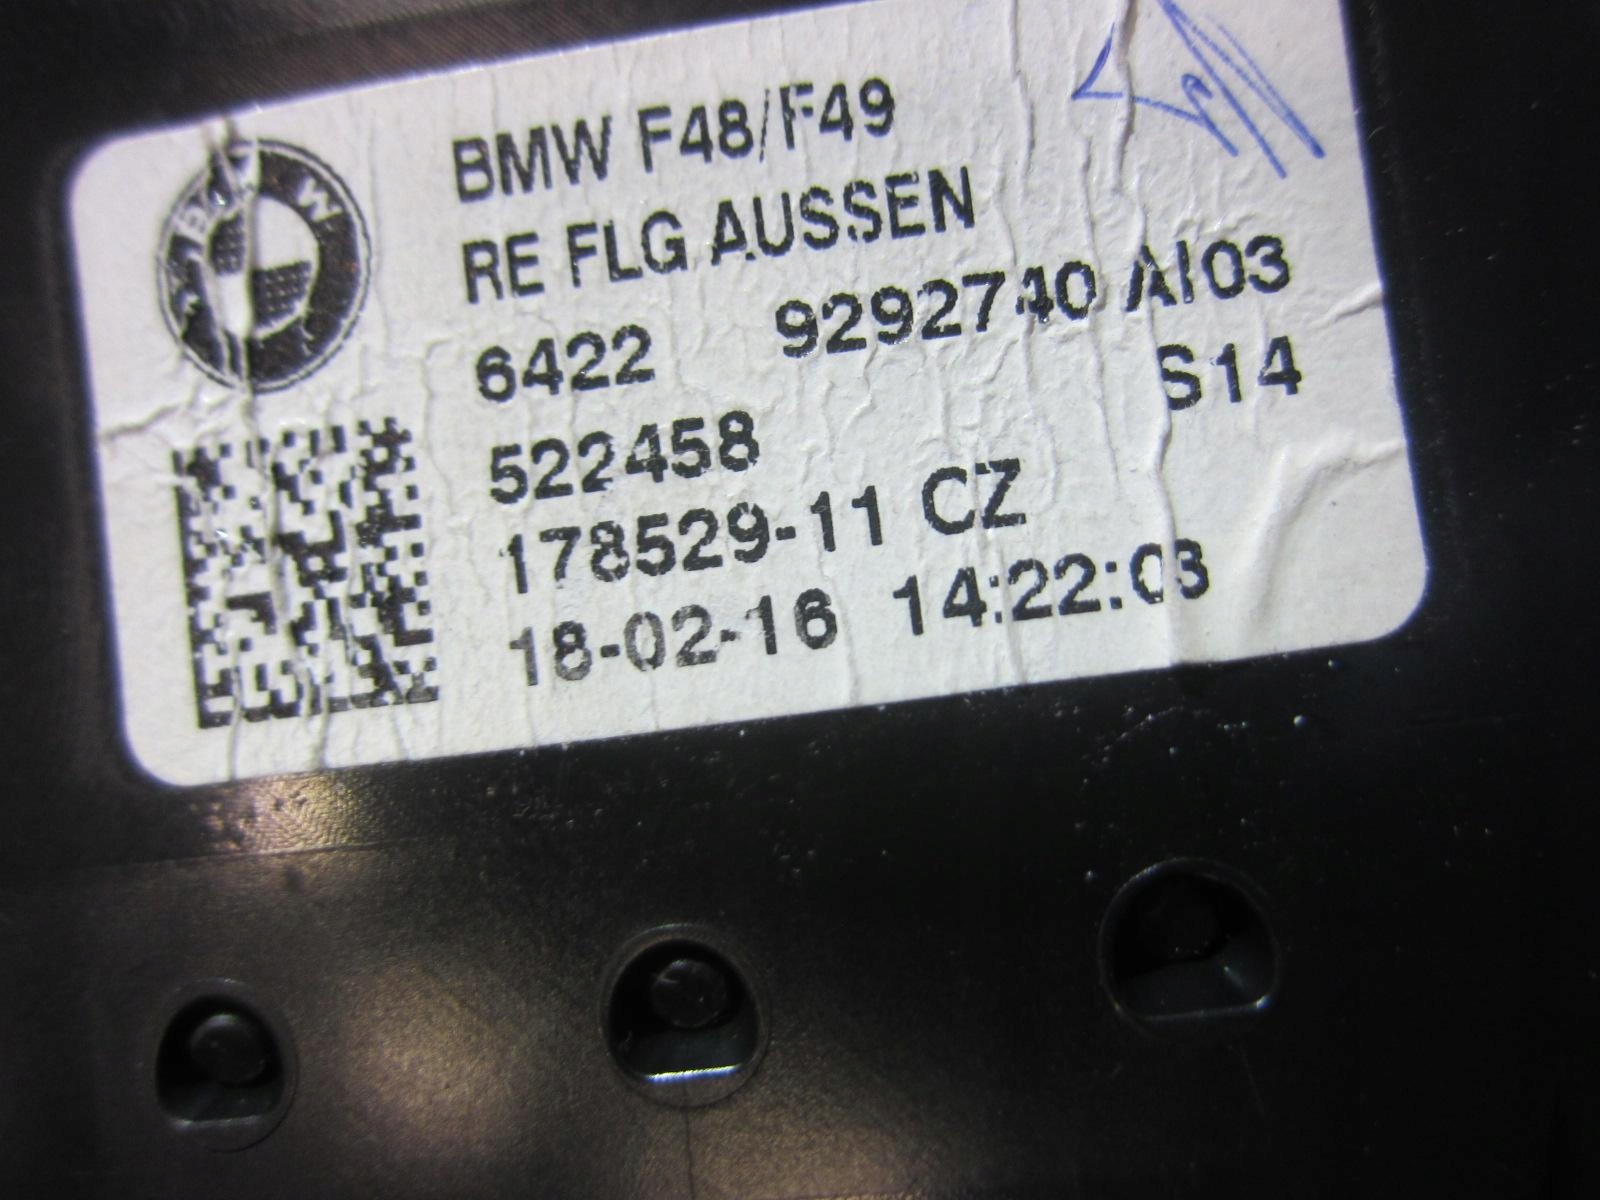 BMW
BMW F48/F49
RE FLG AUSSEN
6422 9292740 AI03
S14
522458
178529-11 CZ
18-02-16 14:22:03